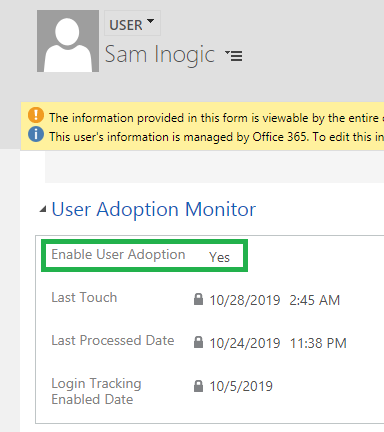 USER
Sam Inogic
The information provided in this form is viewable by the entire
This user's information is managed by Office 365. To edit this in
User Adoption Monitor
Enable User Adoption Yes
Last Touch 10/28/2019 2:45 AM
Last Processed Date 10/24/2019 11:38 PM
Login Tracking
Enabled Date 10/5/2019